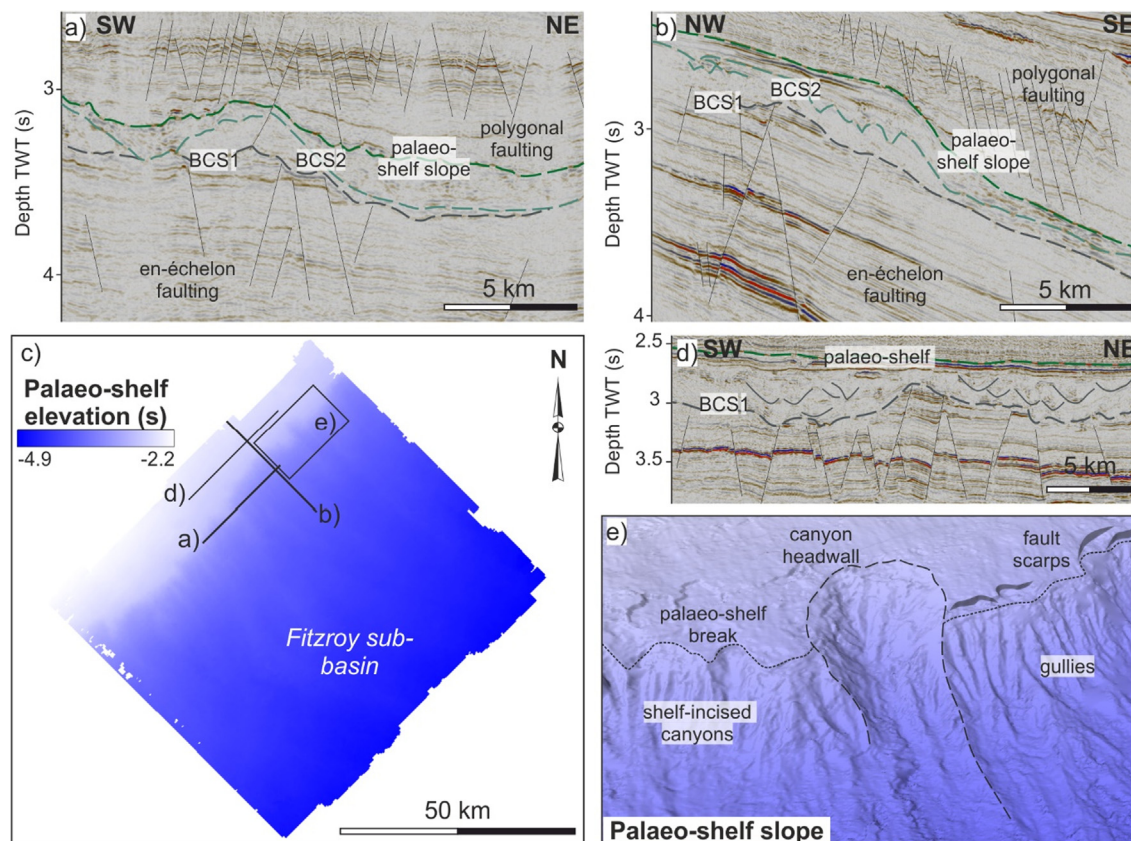 a) SW
NE
3
4
Depth TWT (s)
BCS1
BCS2
palaeo-
shelf slope
polygonal
faulting
en-échelon
faulting
5 km
b) NW
SE
3
4
Depth TWT (s)
BCS1
BCS2
polygonal
faulting
palaeo-
shelf slope
en-échelon
faulting
5 km
c)
Palaeo-shelf
elevation (s)
-4.9
-2.2
N
e)
d)
b)
a)
Fitzroy sub-
basin
50 km
d) SW
NE
2.5
3
3.5
Depth TWT (s)
palaeo-shelf
BCS1
5 km
e)
canyon
headwall
fault
scarps
palaeo-shelf
break
gullies
shelf-incised
canyons
Palaeo-shelf slope